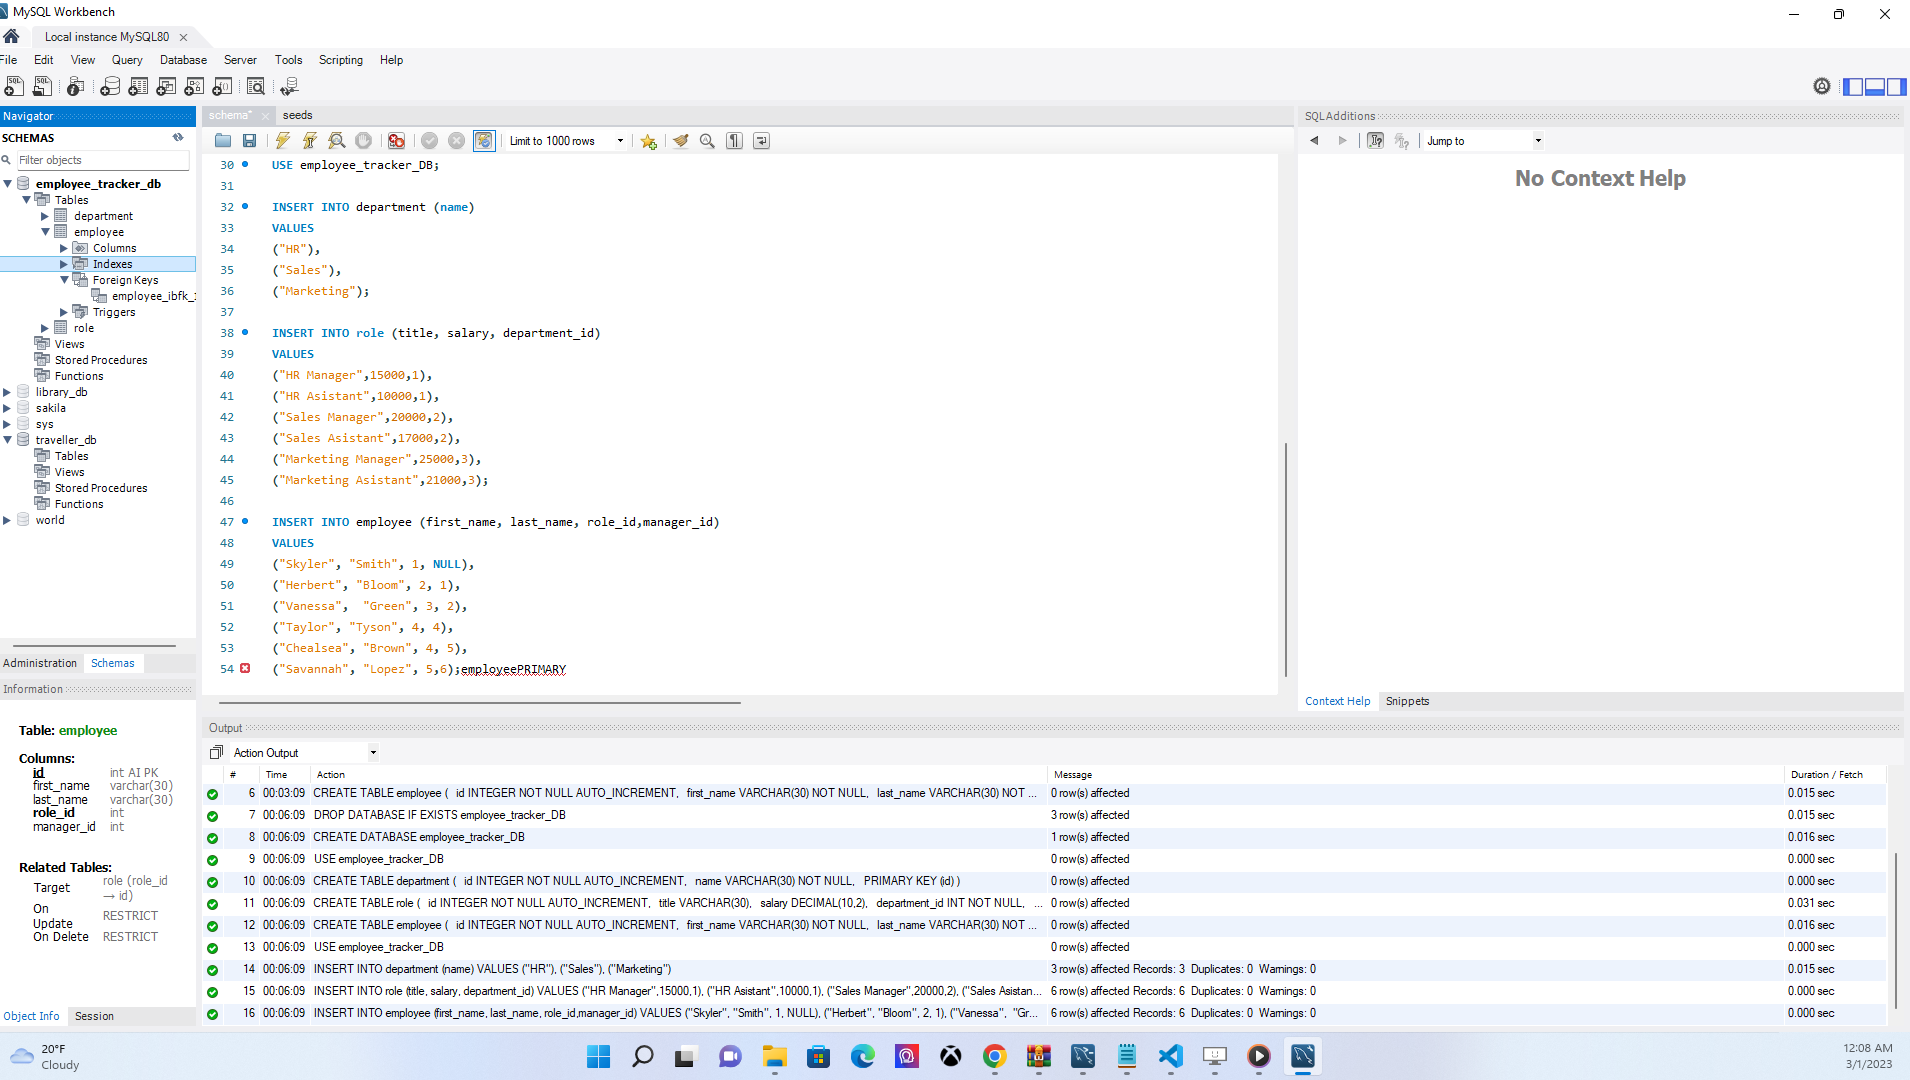 MySQL Workbench
Local instance MySQL80
File Edit View Query Database Server Tools Scripting Help
Navigator
SCHEMAS
Filter objects
employee_tracker_db
Tables
department
employee
Columns
Indexes
Foreign Keys
employee_ibfk_
Triggers
role
Views
Stored Procedures
Functions
library_db
sakila
sys
traveller_db
Tables
Views
Stored Procedures
Functions
world
Administration Schemas
Information
Table: employee
Columns:
id int AI PK
first_name varchar(30)
last_name varchar(30)
role_id int
manager_id int
Related Tables:
Target role (role_id → id)
On Update RESTRICT
On Delete RESTRICT
Object Info Session
schema* seeds
Limit to 1000 rows
30 USE employee_tracker_DB;
31
32 INSERT INTO department (name)
33 VALUES
34 ("HR"),
35 ("Sales"),
36 ("Marketing");
37
38 INSERT INTO role (title, salary, department_id)
39 VALUES
40 ("HR Manager",15000,1),
41 ("HR Asistant",10000,1),
42 ("Sales Manager",20000,2),
43 ("Sales Asistant",17000,2),
44 ("Marketing Manager",25000,3),
45 ("Marketing Asistant",21000,3);
46
47 INSERT INTO employee (first_name, last_name, role_id,manager_id)
48 VALUES
49 ("Skyler", "Smith", 1, NULL),
50 ("Herbert", "Bloom", 2, 1),
51 ("Vanessa",  "Green", 3, 2),
52 ("Taylor", "Tyson", 4, 4),
53 ("Chealsea", "Brown", 4, 5),
54 ("Savannah", "Lopez", 5,6);employeePRIMARY
SQLAdditions
Jump to
No Context Help
Context Help Snippets
Output
Action Output
# Time Action Message Duration / Fetch
6 00:03:09 CREATE TABLE employee ( id INTEGER NOT NULL AUTO_INCREMENT, first_name VARCHAR(30) NOT NULL, last_name VARCHAR(30) NOT ... 0 row(s) affected 0.015 sec
7 00:06:09 DROP DATABASE IF EXISTS employee_tracker_DB 3 row(s) affected 0.015 sec
8 00:06:09 CREATE DATABASE employee_tracker_DB 1 row(s) affected 0.016 sec
9 00:06:09 USE employee_tracker_DB 0 row(s) affected 0.000 sec
10 00:06:09 CREATE TABLE department ( id INTEGER NOT NULL AUTO_INCREMENT, name VARCHAR(30) NOT NULL, PRIMARY KEY (id) ) 0 row(s) affected 0.000 sec
11 00:06:09 CREATE TABLE role ( id INTEGER NOT NULL AUTO_INCREMENT, title VARCHAR(30), salary DECIMAL(10,2), department_id INT NOT NULL, ... 0 row(s) affected 0.031 sec
12 00:06:09 CREATE TABLE employee ( id INTEGER NOT NULL AUTO_INCREMENT, first_name VARCHAR(30) NOT NULL, last_name VARCHAR(30) NOT ... 0 row(s) affected 0.016 sec
13 00:06:09 USE employee_tracker_DB 0 row(s) affected 0.000 sec
14 00:06:09 INSERT INTO department (name) VALUES ("HR"), ("Sales"), ("Marketing") 3 row(s) affected Records: 3 Duplicates: 0 Warnings: 0 0.015 sec
15 00:06:09 INSERT INTO role (title, salary, department_id) VALUES ("HR Manager",15000,1), ("HR Asistant",10000,1), ("Sales Manager",20000,2), ("Sales Asistan... 6 row(s) affected Records: 6 Duplicates: 0 Warnings: 0 0.000 sec
16 00:06:09 INSERT INTO employee (first_name, last_name, role_id,manager_id) VALUES ("Skyler", "Smith", 1, NULL), ("Herbert", "Bloom", 2, 1), ("Vanessa", "Gr... 6 row(s) affected Records: 6 Duplicates: 0 Warnings: 0 0.000 sec
20°F
Cloudy
12:08 AM
3/1/2023